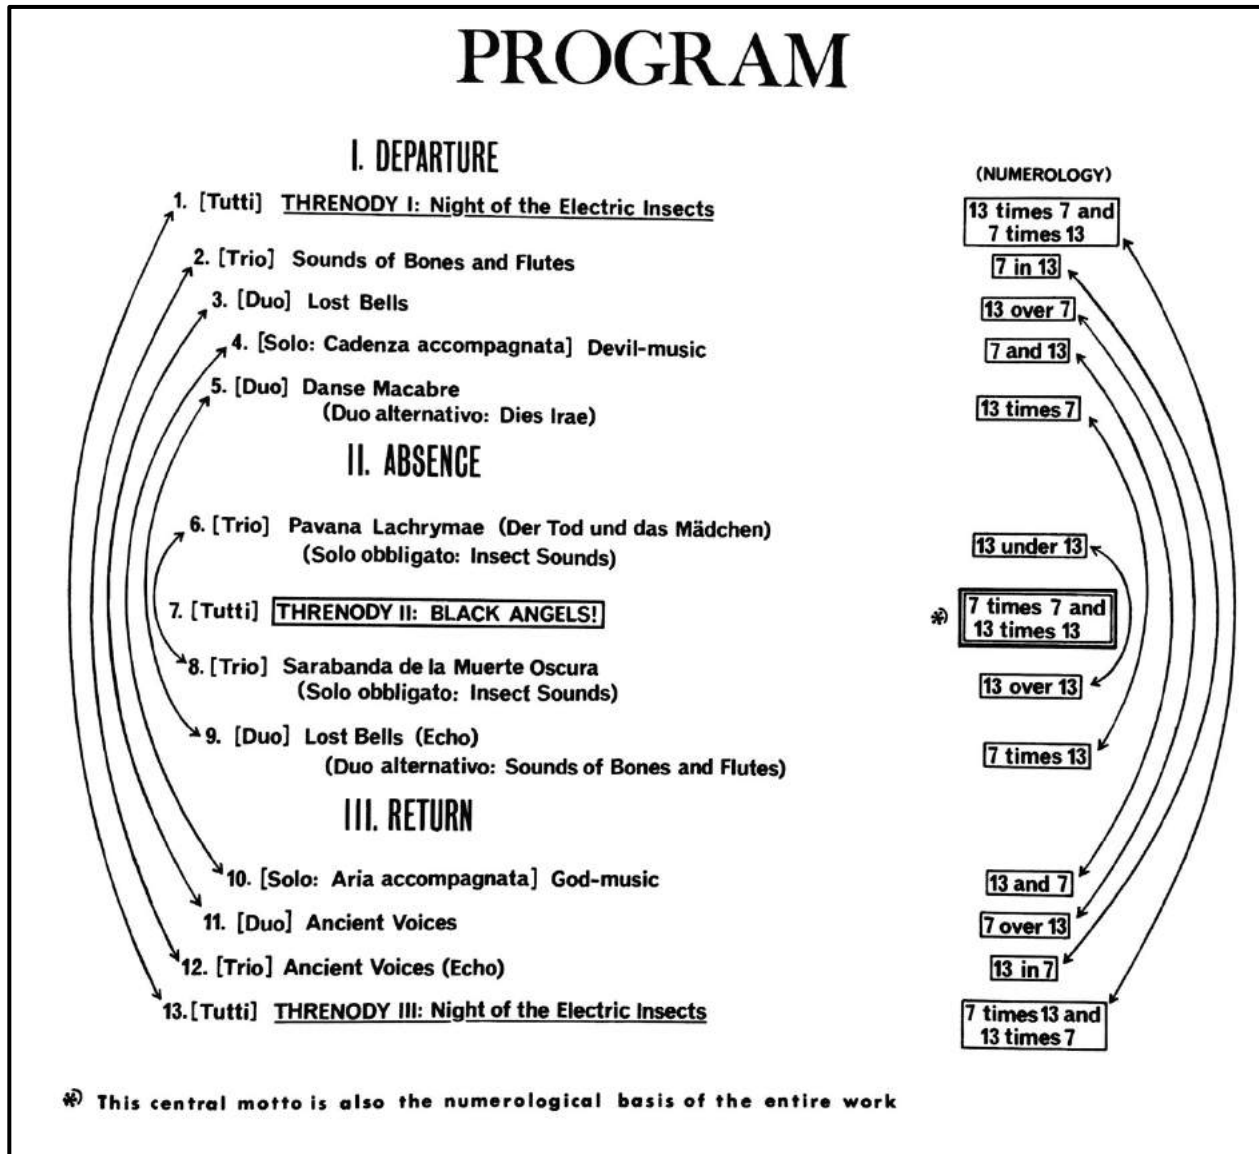 PROGRAM
I. DEPARTURE
(NUMEROLOGY)
1. [Tutti] THRENODY I: Night of the Electric Insects
13 times 7 and
7 times 13
2. [Trio] Sounds of Bones and Flutes
7 in 13
3. [Duo] Lost Bells
13 over 7
4. [Solo: Cadenza accompagnata] Devil-music
7 and 13
5. [Duo] Danse Macabre
(Duo alternativo: Dies Irae)
13 times 7
II. ABSENCE
6. [Trio] Pavana Lachrymae (Der Tod und das Mädchen)
(Solo obbligato: Insect Sounds)
13 under 13
7. [Tutti] THRENODY II: BLACK ANGELS!
7 times 7 and
13 times 13
8. [Trio] Sarabanda de la Muerte Oscura
(Solo obbligato: Insect Sounds)
13 over 13
9. [Duo] Lost Bells (Echo)
(Duo alternativo: Sounds of Bones and Flutes)
7 times 13
III. RETURN
10. [Solo: Aria accompagnata] God-music
13 and 7
11. [Duo] Ancient Voices
7 over 13
12. [Trio] Ancient Voices (Echo)
13 in 7
13. [Tutti] THRENODY III: Night of the Electric Insects
7 times 13 and
13 times 7
*) This central motto is also the numerological basis of the entire work